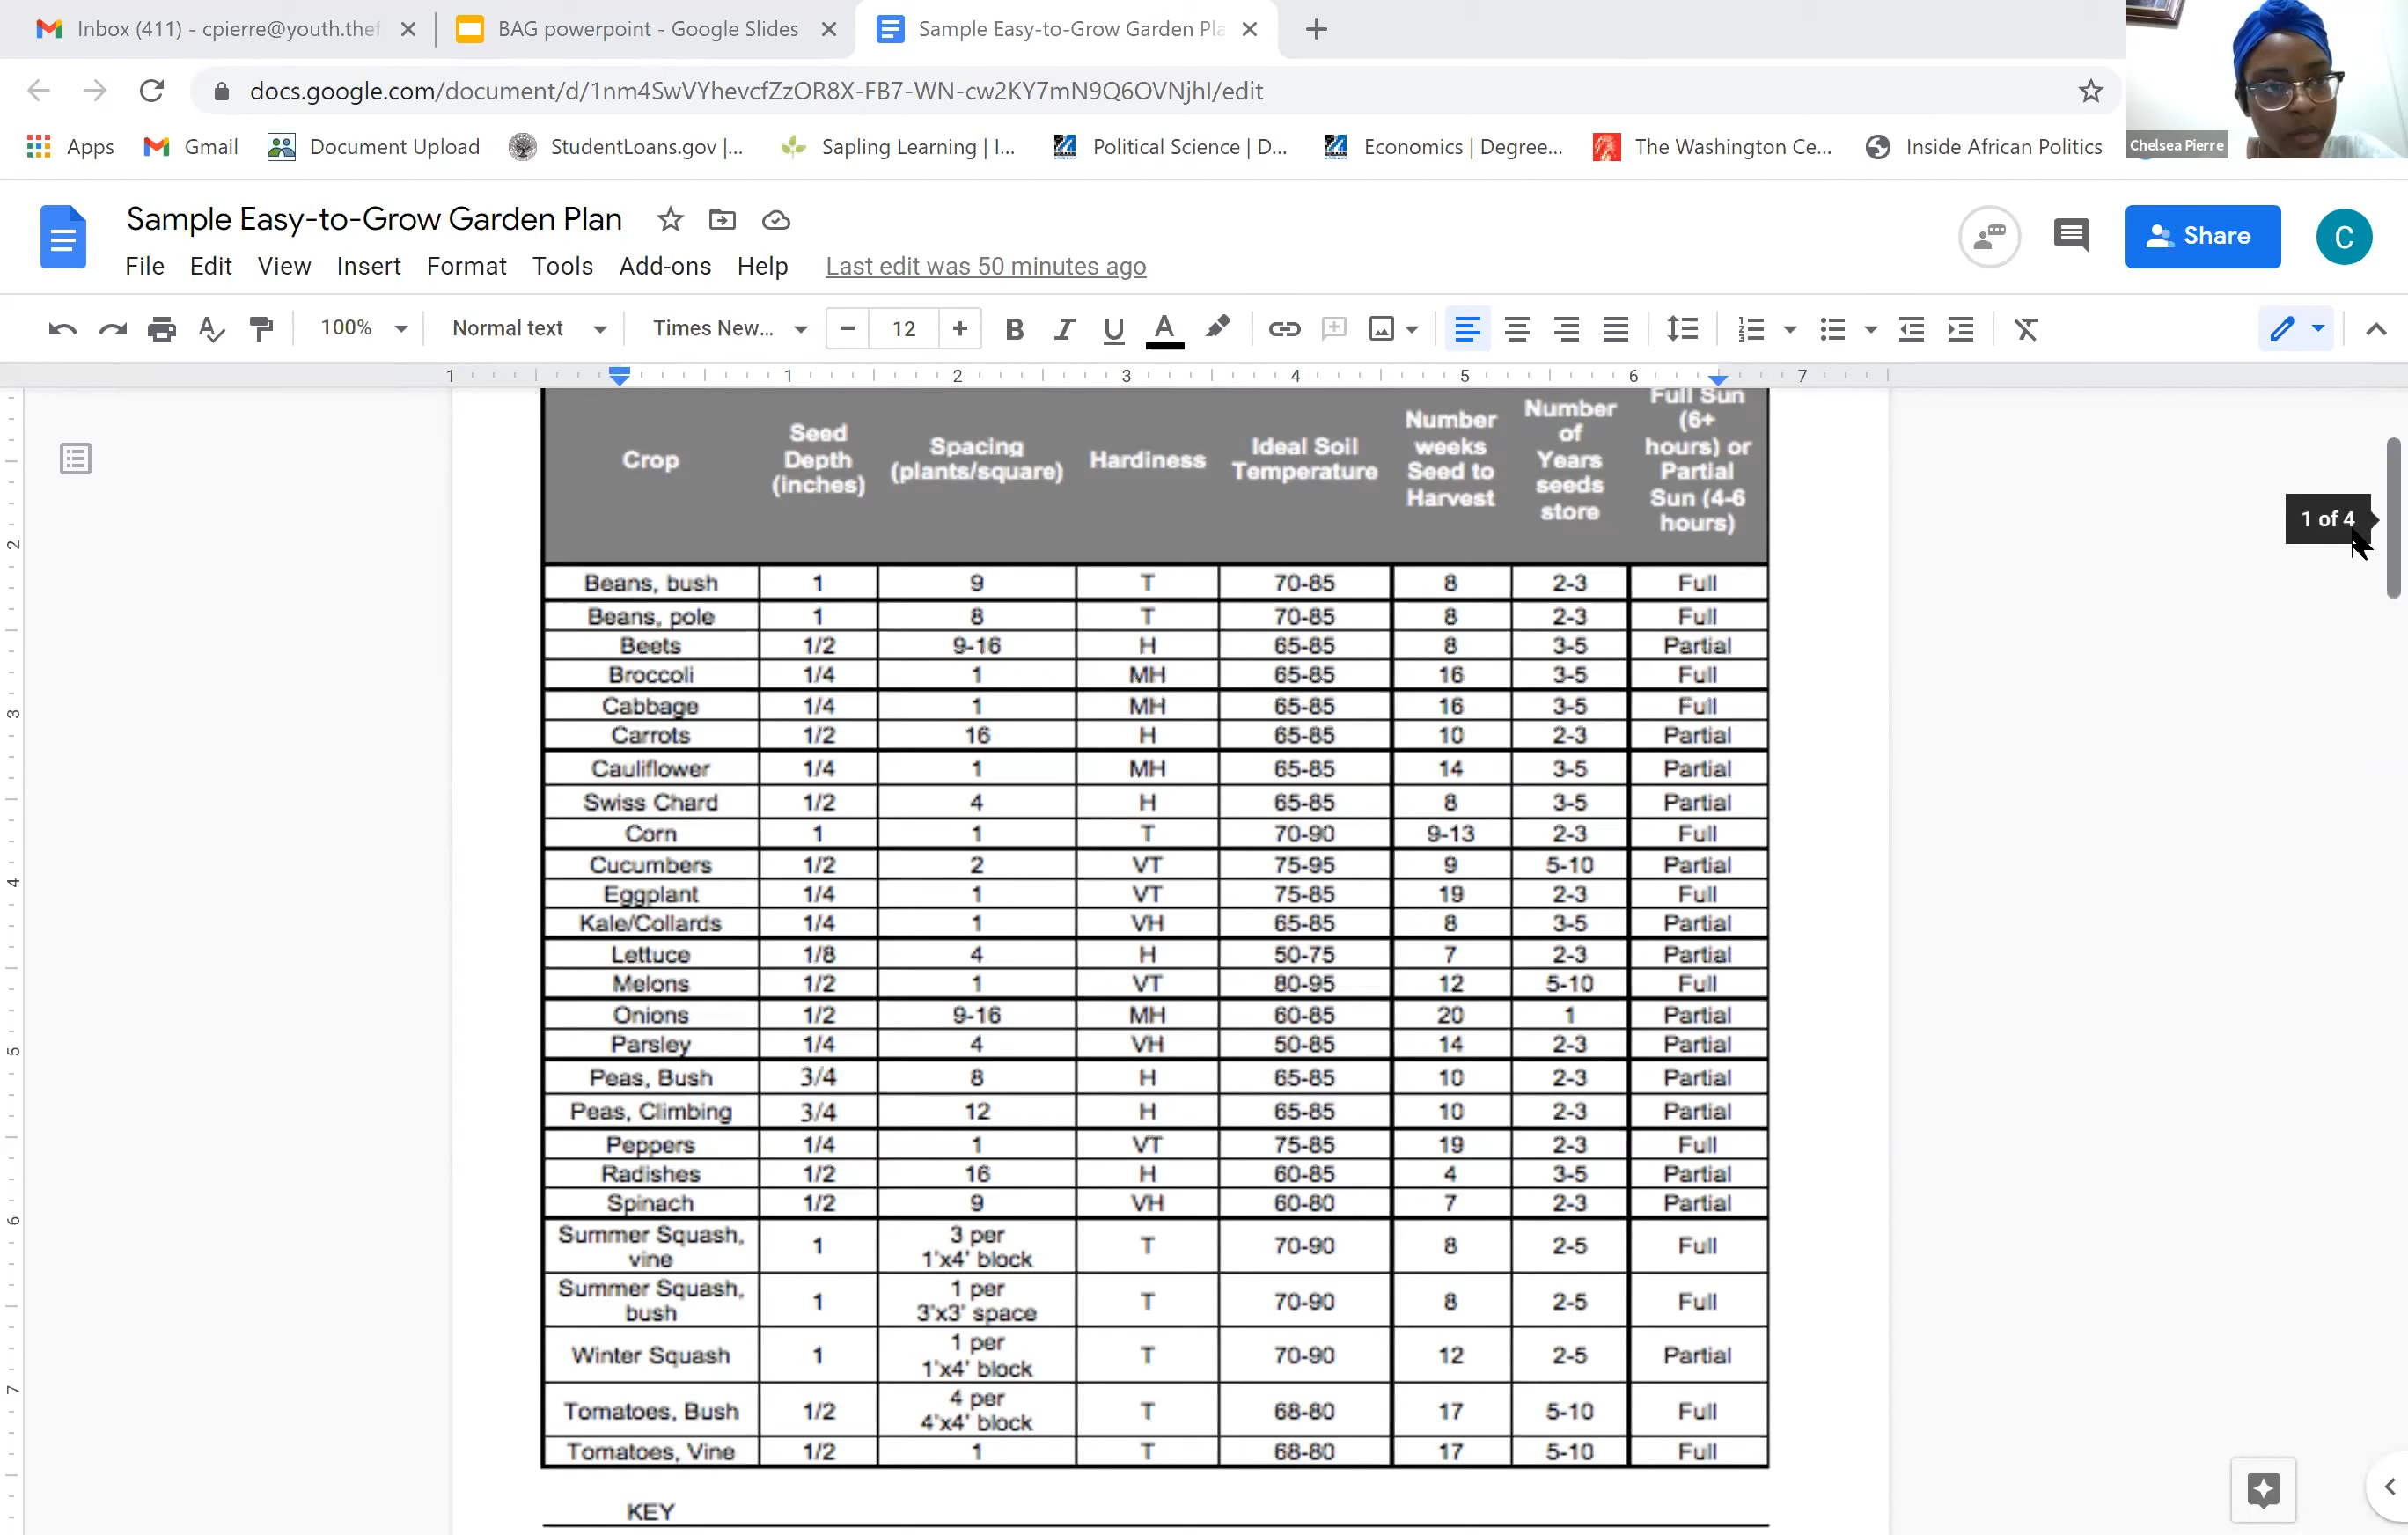 Inbox (411) - cpierre@youth.thef
BAG powerpoint - Google Slides
Sample Easy-to-Grow Garden Pla
docs.google.com/document/d/1nm4SwVYhevcfZzOR8X-FB7-WN-cw2KY7mN9Q6OVNjhI/edit
Apps Gmail Document Upload StudentLoans.gov |... Sapling Learning | I... Political Science | D... Economics | Degree... The Washington Ce... Inside African Politics
Chelsea Pierre
Sample Easy-to-Grow Garden Plan
File Edit View Insert Format Tools Add-ons Help Last edit was 50 minutes ago
Share
C
100% Normal text Times New... 12 B I U A
1 1 2 3 4 5 6 7
Crop
Seed Depth (inches)
Spacing (plants/square)
Hardiness
Ideal Soil Temperature
Number weeks Seed to Harvest
Number of Years seeds store
Full Sun (6+ hours) or Partial Sun (4-6 hours)
1 of 4
Beans, bush 1 9 T 70-85 8 2-3 Full
Beans, pole 1 8 T 70-85 8 2-3 Full
Beets 1/2 9-16 H 65-85 8 3-5 Partial
Broccoli 1/4 1 MH 65-85 16 3-5 Full
Cabbage 1/4 1 MH 65-85 16 3-5 Full
Carrots 1/2 16 H 65-85 10 2-3 Partial
Cauliflower 1/4 1 MH 65-85 14 3-5 Partial
Swiss Chard 1/2 4 H 65-85 8 3-5 Partial
Corn 1 1 T 70-90 9-13 2-3 Full
Cucumbers 1/2 2 VT 75-95 9 5-10 Partial
Eggplant 1/4 1 VT 75-85 19 2-3 Full
Kale/Collards 1/4 1 VH 65-85 8 3-5 Partial
Lettuce 1/8 4 H 50-75 7 2-3 Partial
Melons 1/2 1 VT 80-95 12 5-10 Full
Onions 1/2 9-16 MH 60-85 20 1 Partial
Parsley 1/4 4 VH 50-85 14 2-3 Partial
Peas, Bush 3/4 8 H 65-85 10 2-3 Partial
Peas, Climbing 3/4 12 H 65-85 10 2-3 Partial
Peppers 1/4 1 VT 75-85 19 2-3 Full
Radishes 1/2 16 H 60-85 4 3-5 Partial
Spinach 1/2 9 VH 60-80 7 2-3 Partial
Summer Squash, vine 1 3 per 1'x4' block T 70-90 8 2-5 Full
Summer Squash, bush 1 1 per 3'x3' space T 70-90 8 2-5 Full
Winter Squash 1 1 per 1'x4' block T 70-90 12 2-5 Partial
Tomatoes, Bush 1/2 4 per 4'x4' block T 68-80 17 5-10 Full
Tomatoes, Vine 1/2 1 T 68-80 17 5-10 Full
KEY
2
3
4
5
6
7